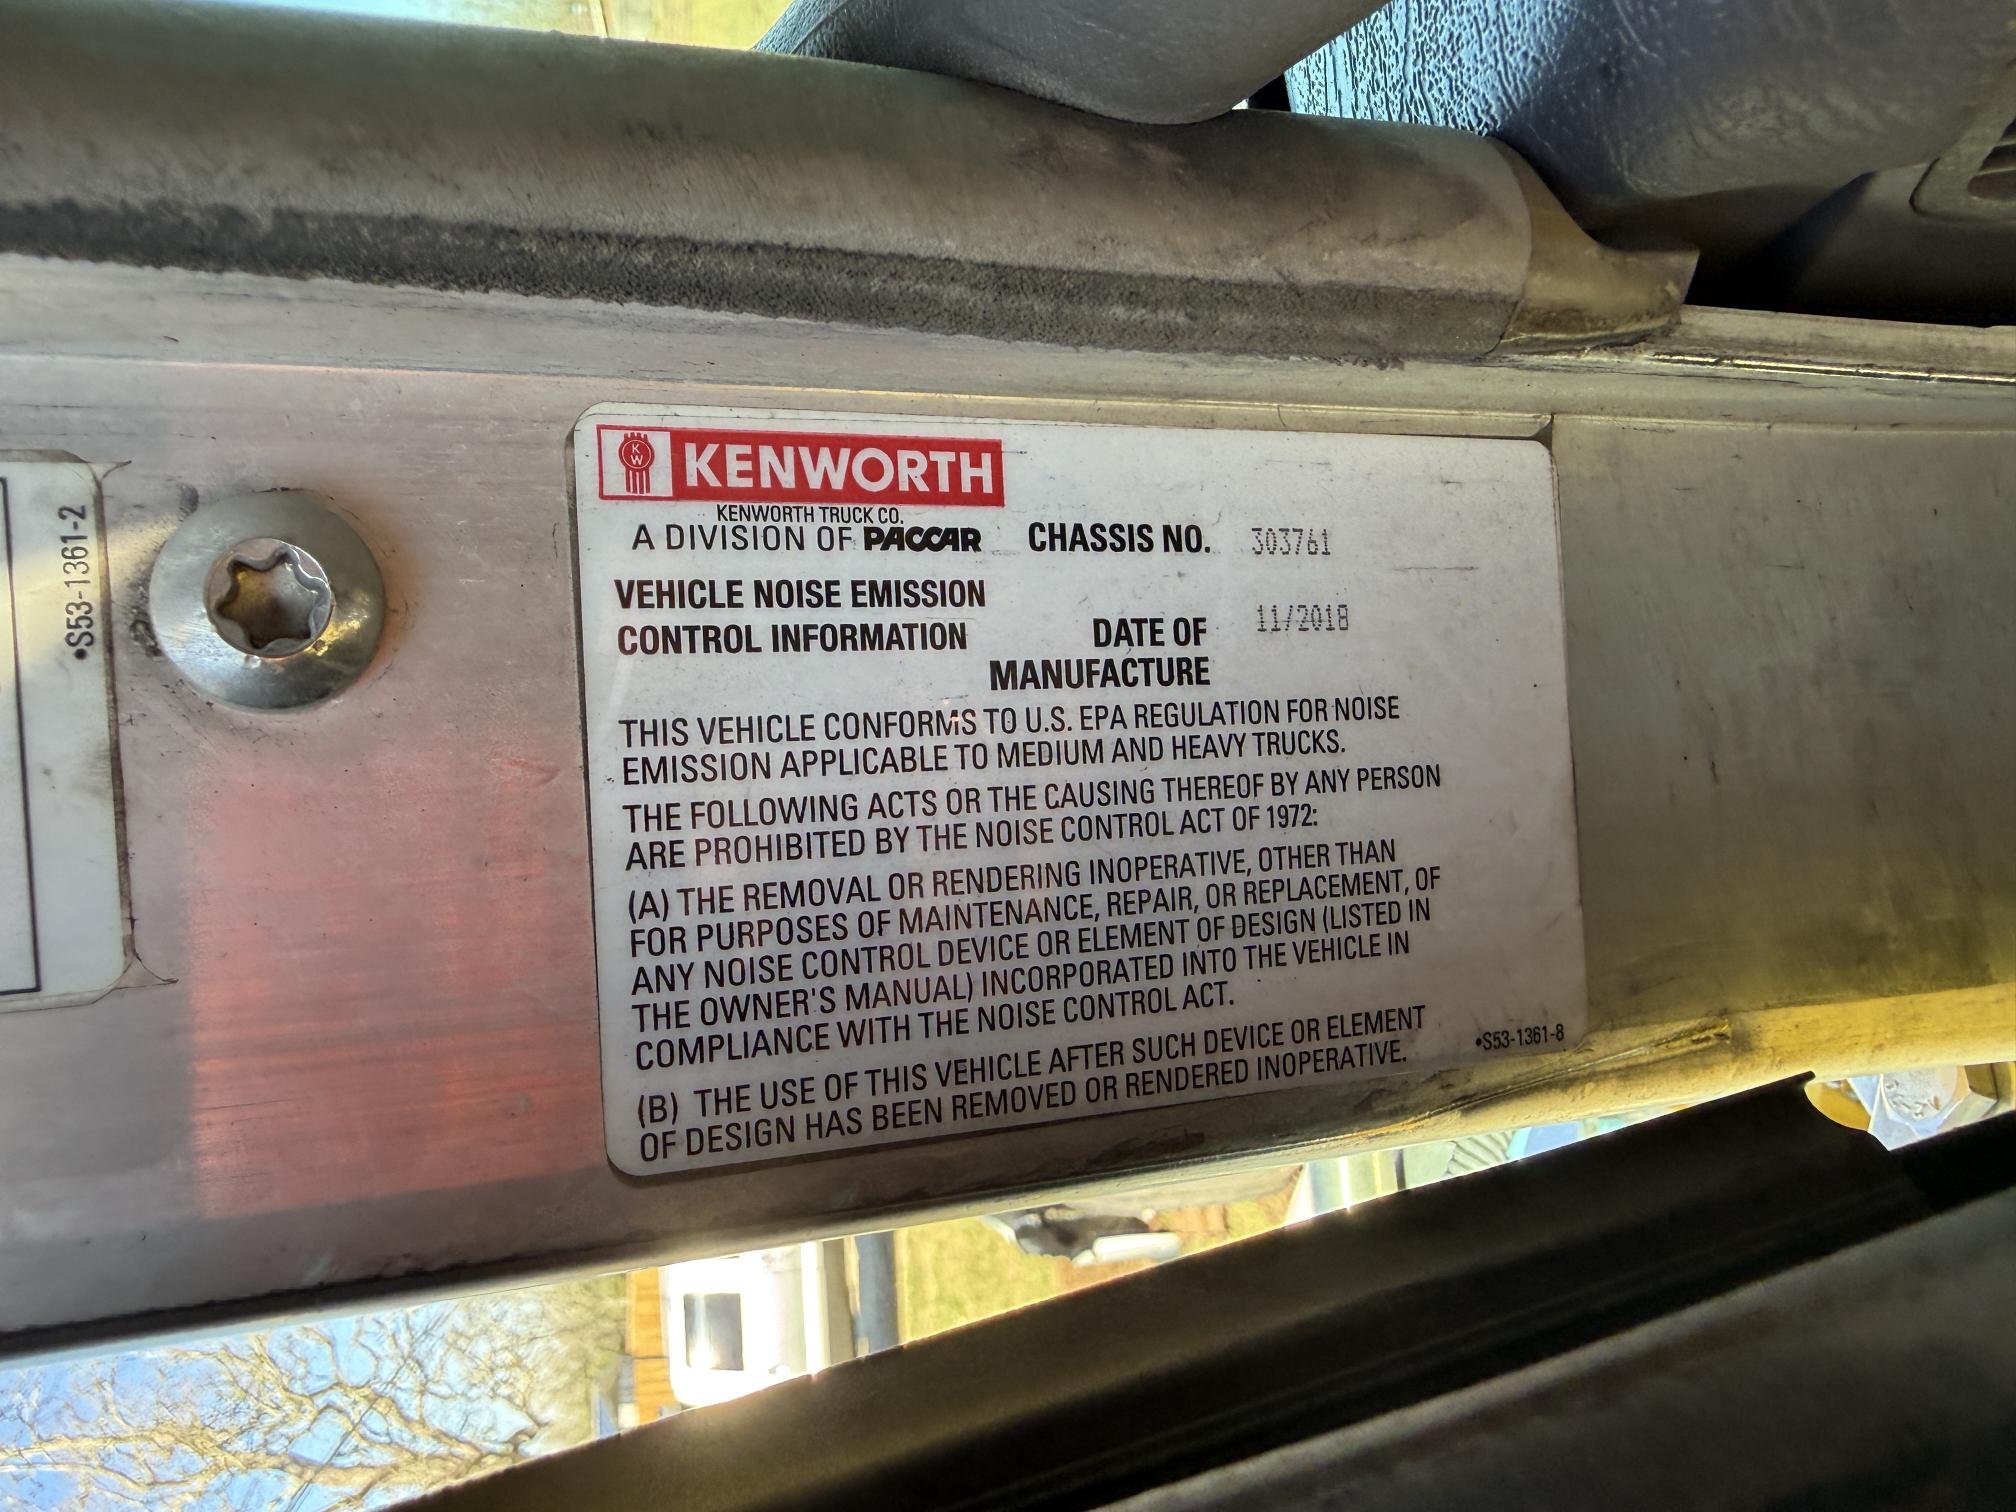 KW
KENWORTH
KENWORTH TRUCK CO.
A DIVISION OF PACCAR CHASSIS NO. 303761
VEHICLE NOISE EMISSION
CONTROL INFORMATION
DATE OF 11/2018
MANUFACTURE
THIS VEHICLE CONFORMS TO U.S. EPA REGULATION FOR NOISE
EMISSION APPLICABLE TO MEDIUM AND HEAVY TRUCKS.
THE FOLLOWING ACTS OR THE CAUSING THEREOF BY ANY PERSON
ARE PROHIBITED BY THE NOISE CONTROL ACT OF 1972:
(A) THE REMOVAL OR RENDERING INOPERATIVE, OTHER THAN
FOR PURPOSES OF MAINTENANCE, REPAIR, OR REPLACEMENT, OF
ANY NOISE CONTROL DEVICE OR ELEMENT OF DESIGN (LISTED IN
THE OWNER'S MANUAL) INCORPORATED INTO THE VEHICLE IN
COMPLIANCE WITH THE NOISE CONTROL ACT.
(B) THE USE OF THIS VEHICLE AFTER SUCH DEVICE OR ELEMENT
OF DESIGN HAS BEEN REMOVED OR RENDERED INOPERATIVE.
•S53-1361-8
•S53-1361-2